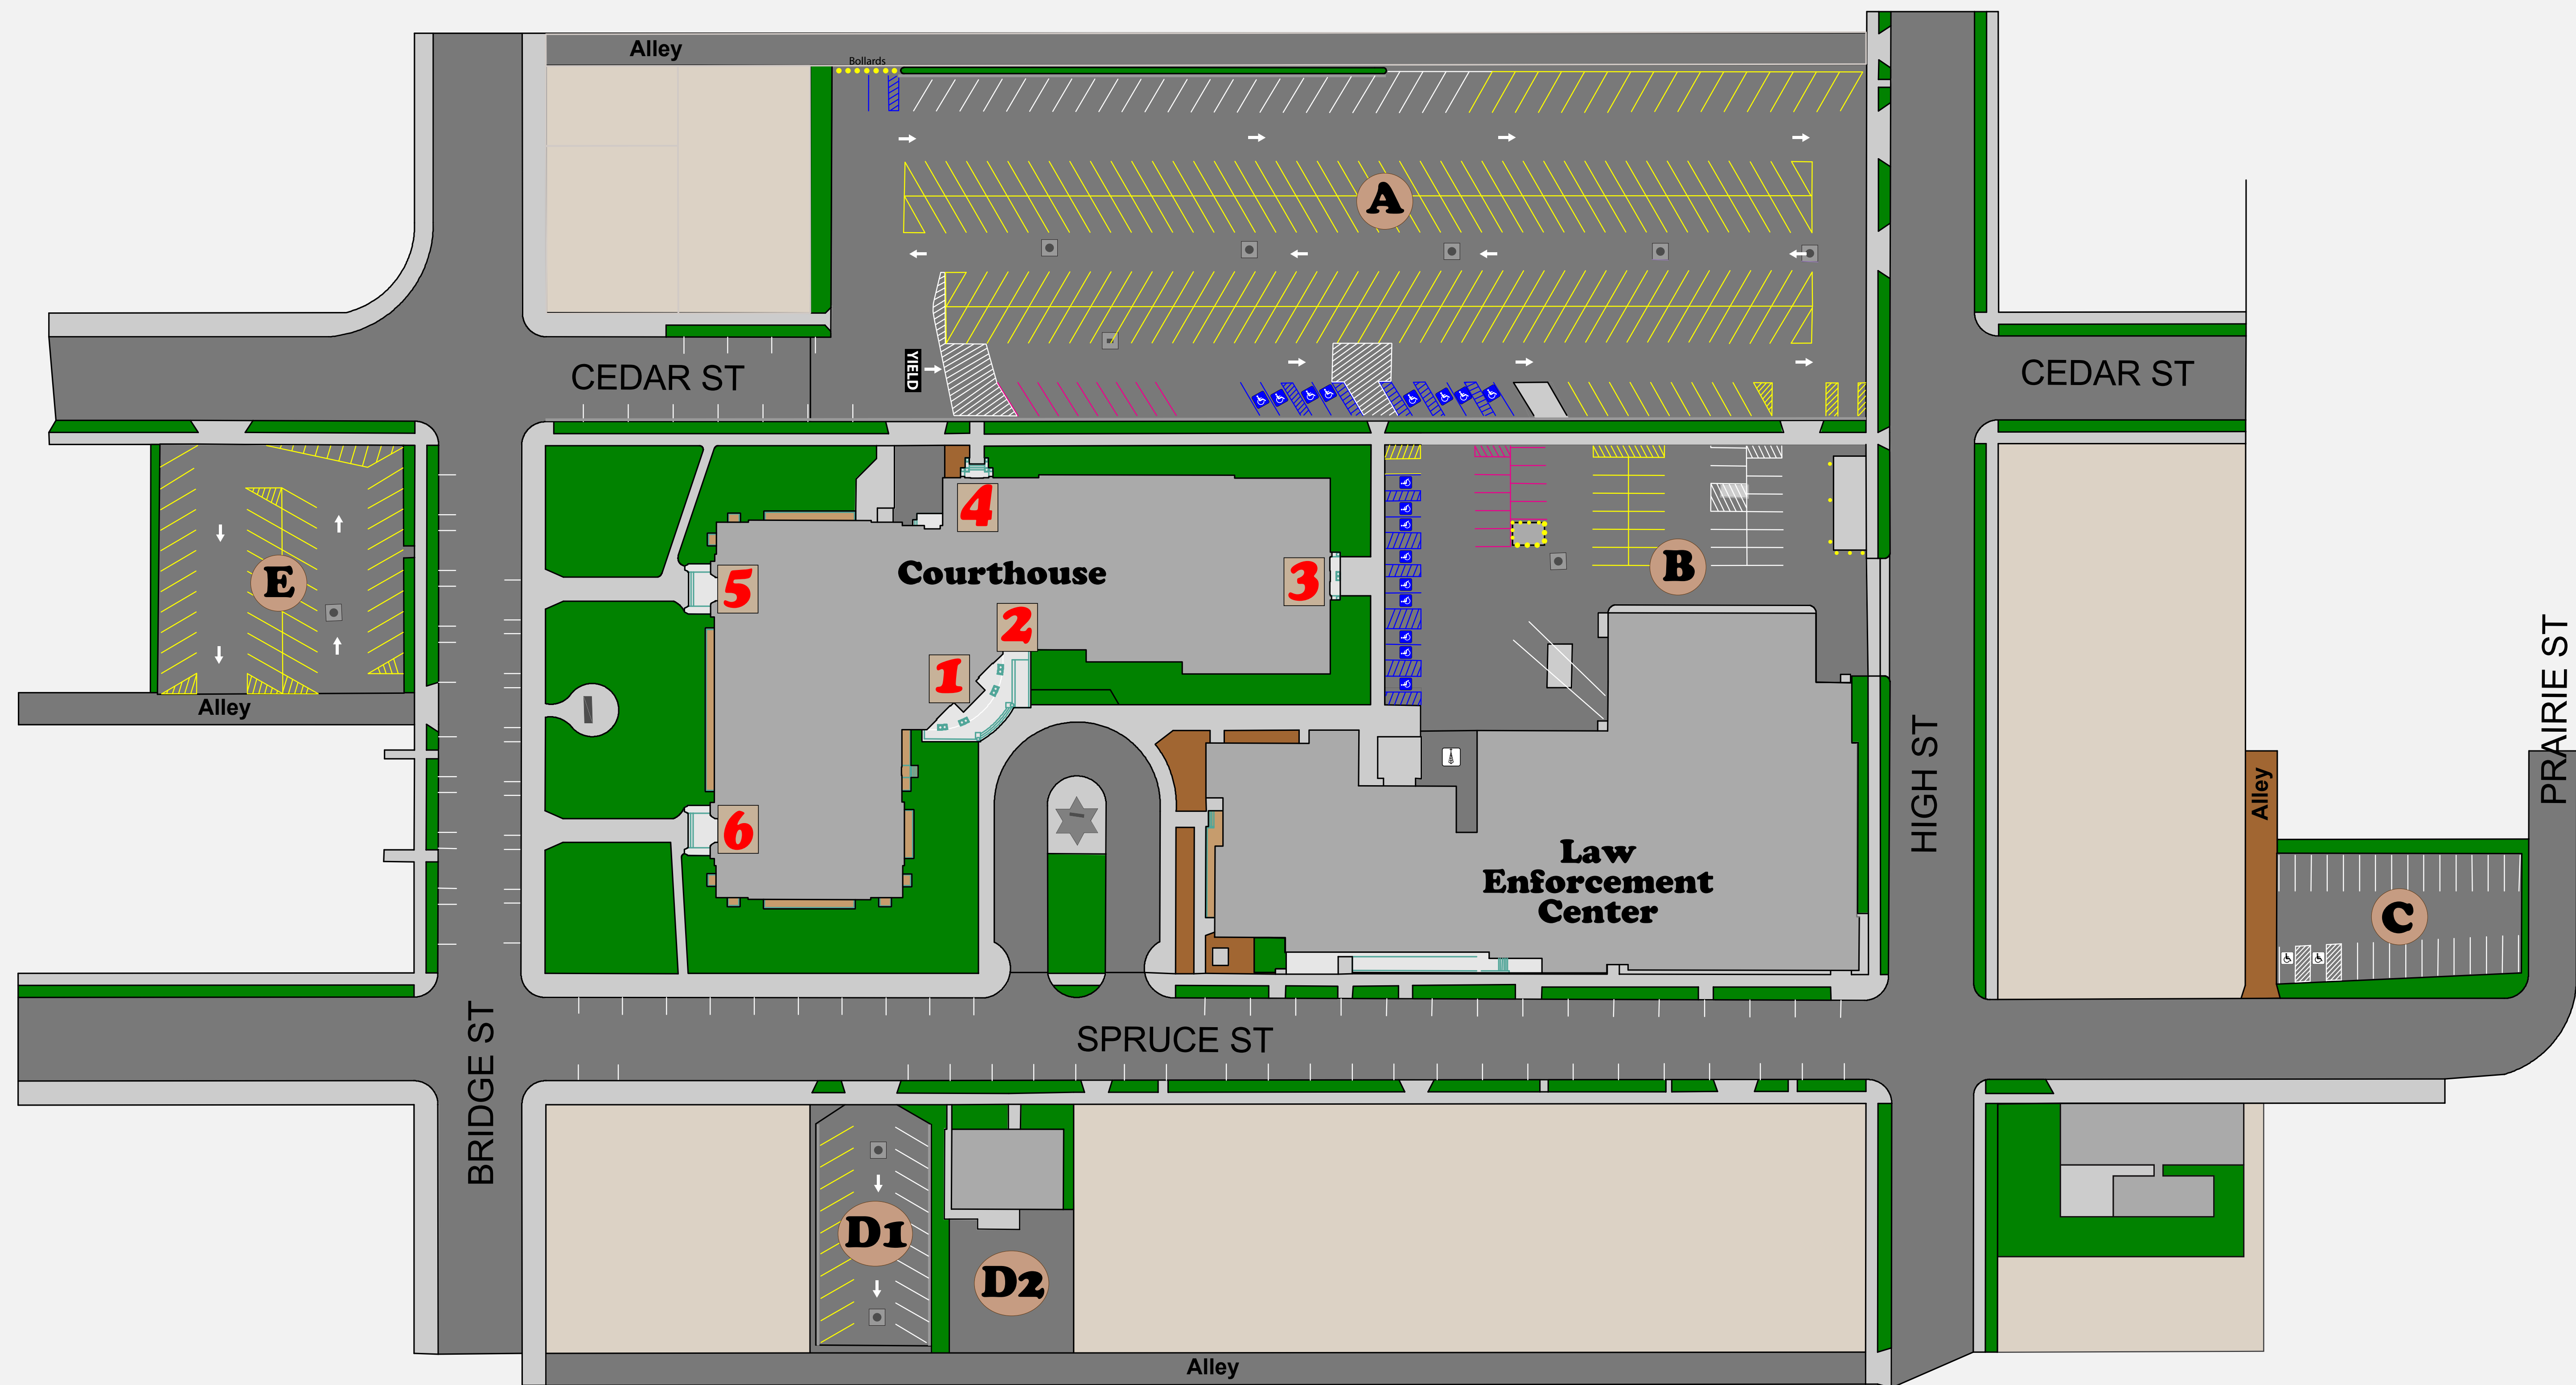 Alley
Bollards
A
YIELD
CEDAR ST
CEDAR ST
4
Courthouse
5
3
B
E
2
1
Alley
PRAIRIE ST
HIGH ST
Alley
6
Law
Enforcement
Center
C
SPRUCE ST
BRIDGE ST
D1
D2
Alley